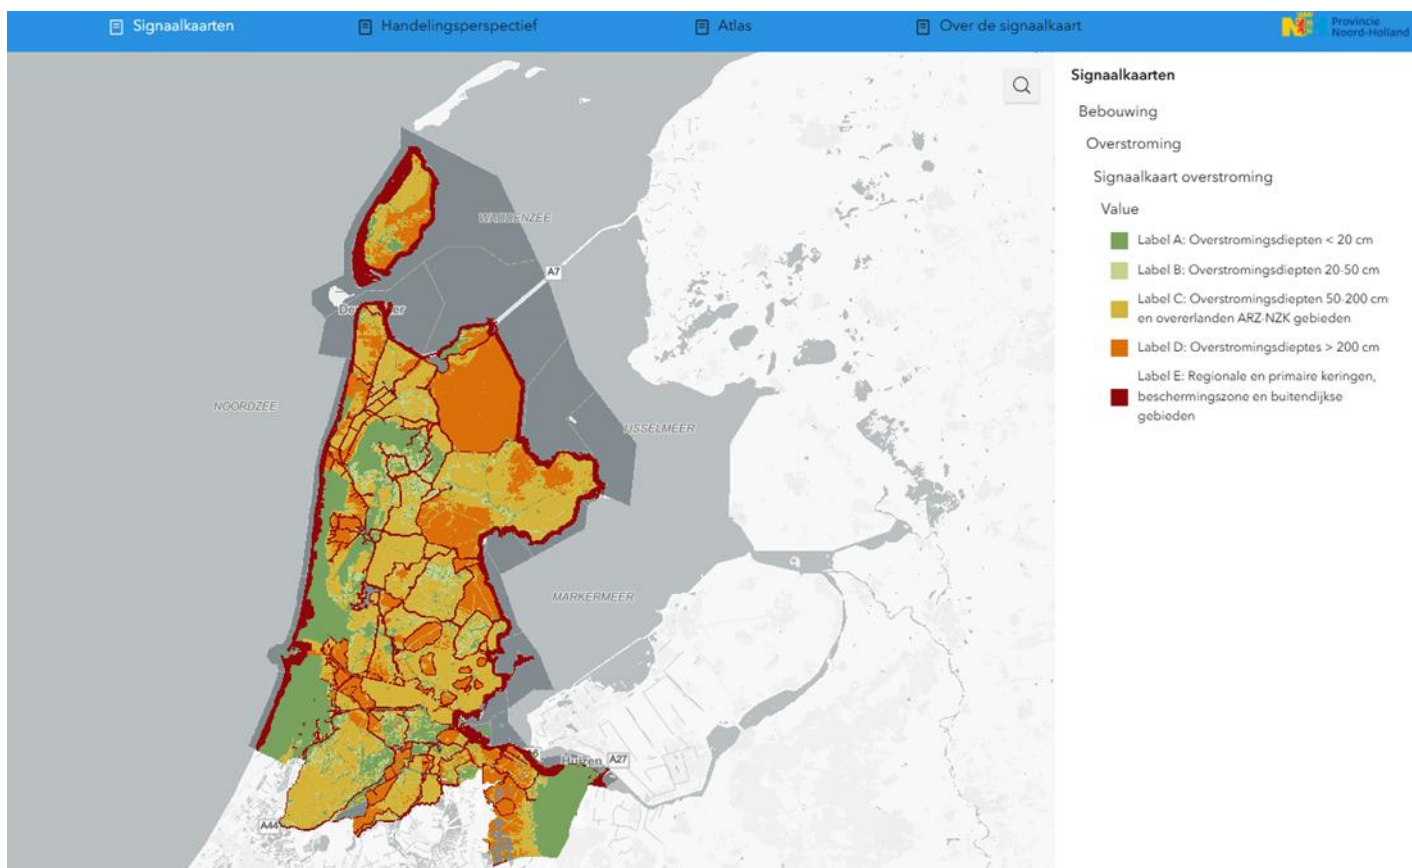 Signaalkaarten
Handelingsperspectief
Atlas
Over de signaalkaart
Provincie
Noord-Holland
Signaalkaarten
Bebouwing
Overstroming
Signaalkaart overstroming
Value
Label A: Overstromingsdiepten < 20 cm
Label B: Overstromingsdiepten 20-50 cm
Label C: Overstromingsdiepten 50-200 cm
en overerlanden ARZ-NZK gebieden
Label D: Overstromingsdieptes > 200 cm
Label E: Regionale en primaire keringen,
beschermingszone en buitendijkse
gebieden
WADDENZEE
A7
NOORDZEE
IJSSELMEER
MARKERMEER
Huizen
A27
A44